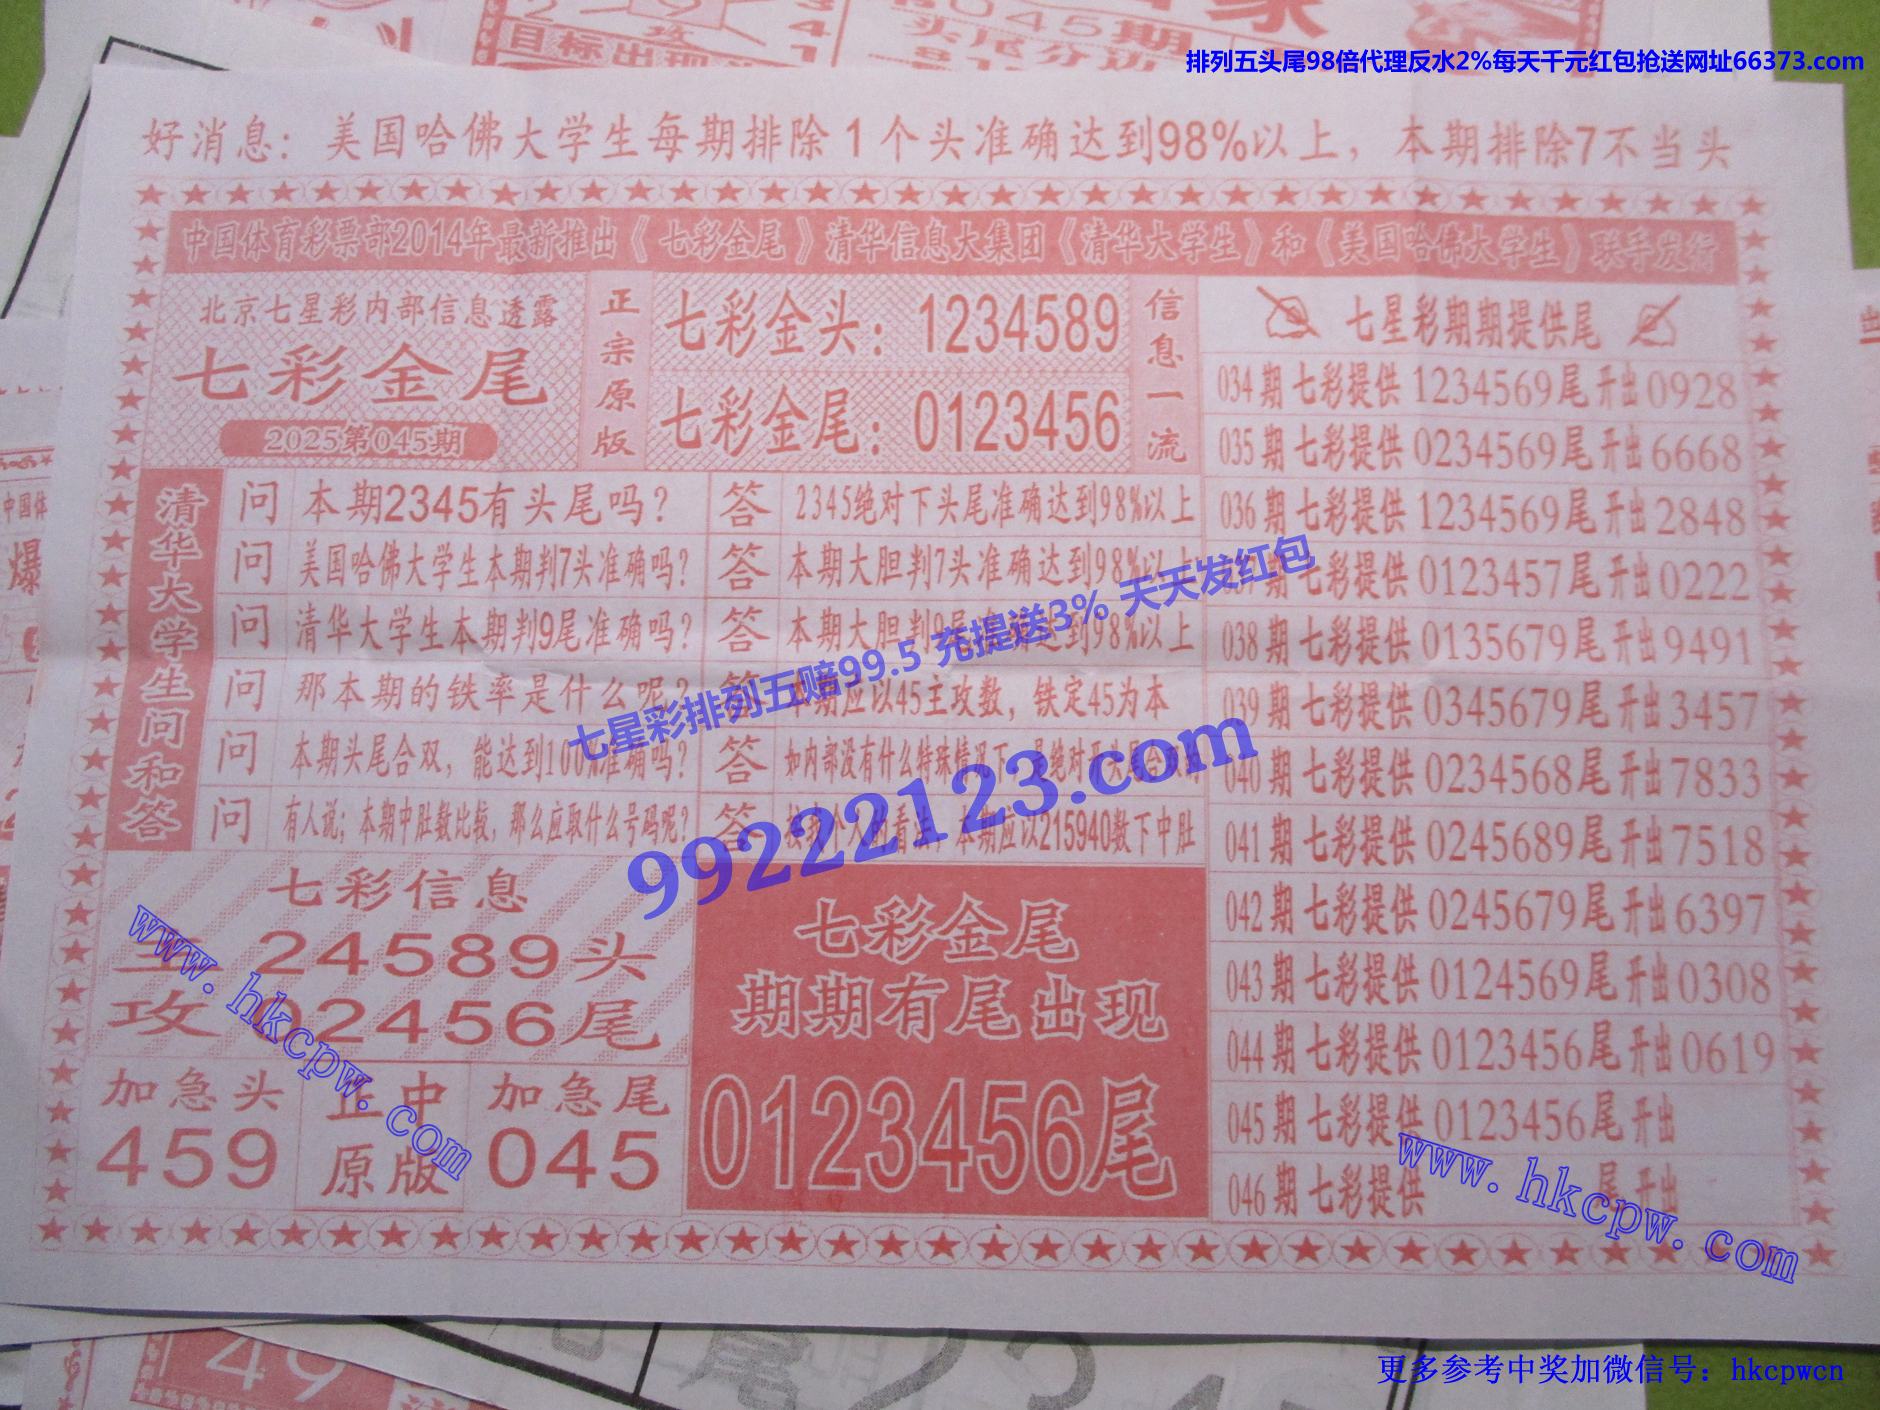 排列五头尾98倍代理反水2%每天千元红包抢送网址66373.com
045期
头尾分边
目标出现
好消息：美国哈佛大学生每期排除1个头准确达到98%以上，本期排除7不当头
中国体育彩票部2014年最新推出《七彩金尾》清华信息大集团《清华大学生》和《美国哈佛大学生》联手发行
北京七星彩内部信息透露
七彩金尾
2025第045期
正宗原版
七彩金头：1234589
七彩金尾：0123456
信息一流
清华大学生问和答
问 本期2345有头尾吗？ 答 2345绝对下头尾准确达到98%以上
问 美国哈佛大学生本期判7头准确吗？ 答 本期大胆判7头准确达到98%以上
问 清华大学生本期判9尾准确吗？ 答 本期大胆判9尾准确达到98%以上
问 那本期的铁率是什么呢？ 答 本期应以45主攻数，铁定45为本
问 本期头尾合双，能达到100%准确吗？ 答 如内部没有什么特殊情况下，是绝对开头尾合双
问 有人说；本期中肚数比较，那么应取什么号码呢？ 答 按我个人的看法，本期应以215940数下中肚
七彩信息
主 24589头
攻 02456尾
加急头
459
正中
原版
加急尾
045
七彩金尾
期期有尾出现
0123456尾
七星彩期期提供尾
034期 七彩提供 1234569尾 开出0928
035期 七彩提供 0234569尾 开出6668
036期 七彩提供 1234569尾 开出2848
037期 七彩提供 0123457尾 开出0222
038期 七彩提供 0135679尾 开出9491
039期 七彩提供 0345679尾 开出3457
040期 七彩提供 0234568尾 开出7833
041期 七彩提供 0245689尾 开出7518
042期 七彩提供 0245679尾 开出6397
043期 七彩提供 0124569尾 开出0308
044期 七彩提供 0123456尾 开出0619
045期 七彩提供 0123456尾 开出
046期 七彩提供 尾 开出
七星彩排列五赔99.5 充提送3% 天天发红包
99222123.com
www.hkcpw.com
www.hkcpw.com
49
更多参考中奖加微信号：hkcpwcn